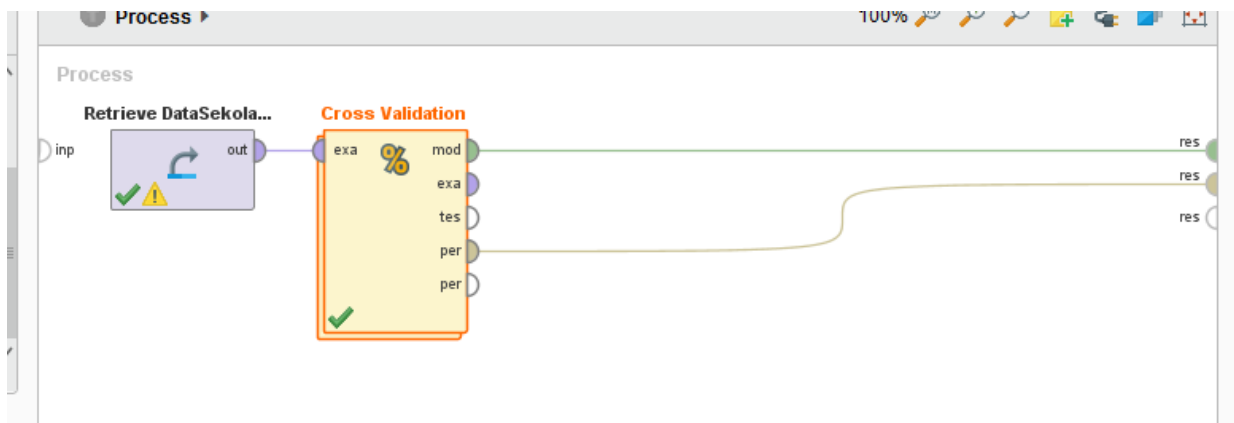 Process
100%
Process
Retrieve DataSekola...
Cross Validation
inp
out
exa
mod
exa
tes
per
per
res
res
res